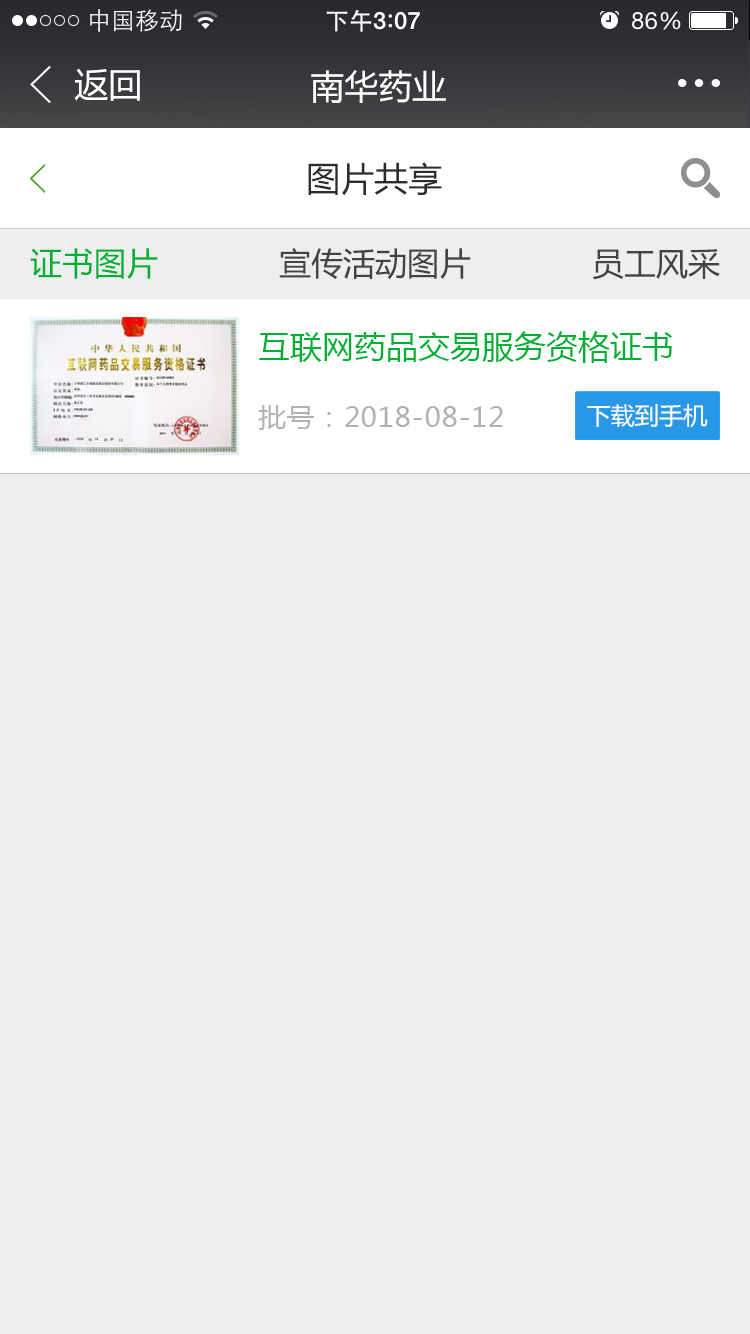 中国移动 下午3:07 86%
返回 南华药业
图片共享
证书图片 宣传活动图片 员工风采
中华人民共和国
互联网药品交易服务资格证书
互联网药品交易服务资格证书
批号：2018-08-12 下载到手机